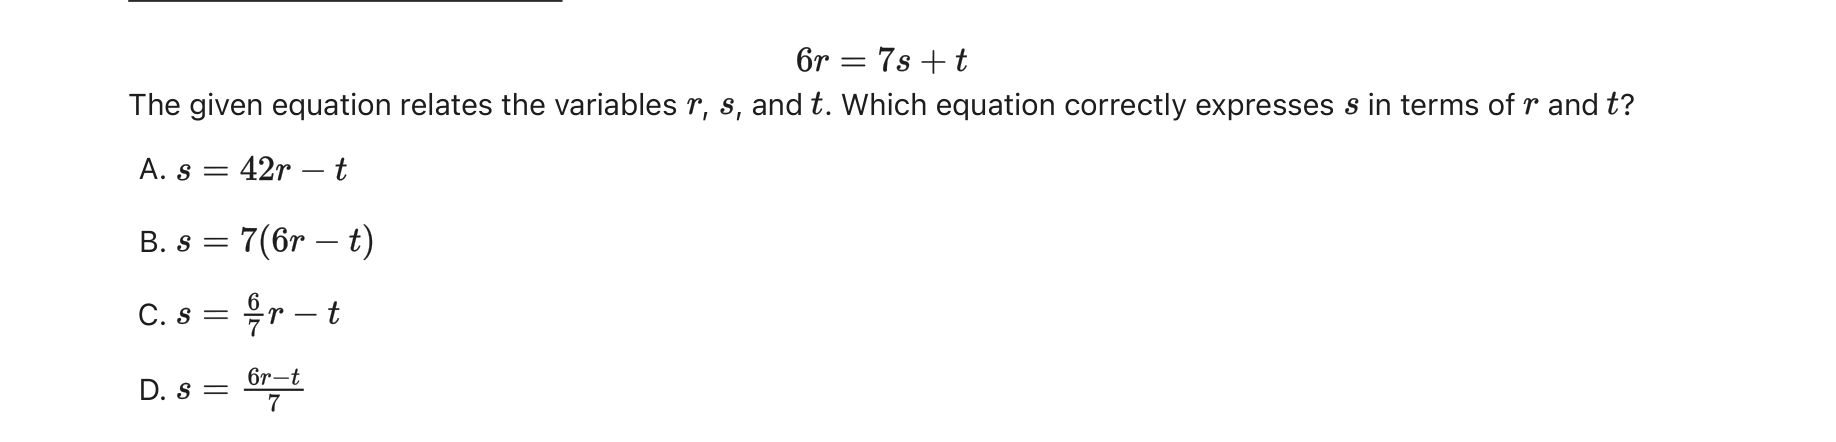 6r = 7s + t
The given equation relates the variables r, s, and t. Which equation correctly expresses s in terms of r and t?
A. s = 42r − t
B. s = 7(6r − t)
C. s = \frac{6}{7}r − t
D. s = \frac{6r−t}{7}